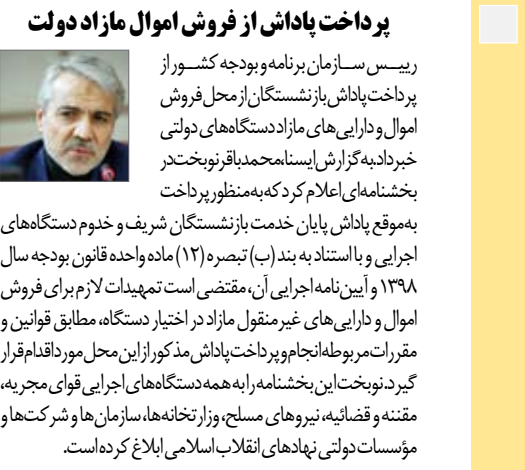 پرداخت پاداش از فروش اموال مازاد دولت
رییس سازمان برنامه و بودجه کشور از
پرداخت پاداش بازنشستگان از محل فروش
اموال و دارایی‌های مازاد دستگاه‌های دولتی
خبر داد. به گزارش ایسنا، محمدباقر نوبخت در
بخشنامه‌ای اعلام کرد که به منظور پرداخت
به‌موقع پاداش پایان خدمت بازنشستگان شریف و خدوم دستگاه‌های
اجرایی و با استناد به بند (ب) تبصره (۱۲) ماده واحده قانون بودجه سال
۱۳۹۸ و آیین‌نامه اجرایی آن، مقتضی است تمهیدات لازم برای فروش
اموال و دارایی‌های غیر منقول مازاد در اختیار دستگاه، مطابق قوانین و
مقررات مربوطه انجام و پرداخت پاداش مذکور از این محل مورد اقدام قرار
گیرد. نوبخت این بخشنامه را به همه دستگاه‌های اجرایی قوای مجریه،
مقننه و قضائیه، نیروهای مسلح، وزارتخانه‌ها، سازمان‌ها و شرکت‌ها و
مؤسسات دولتی نهادهای انقلاب اسلامی ابلاغ کرده است.